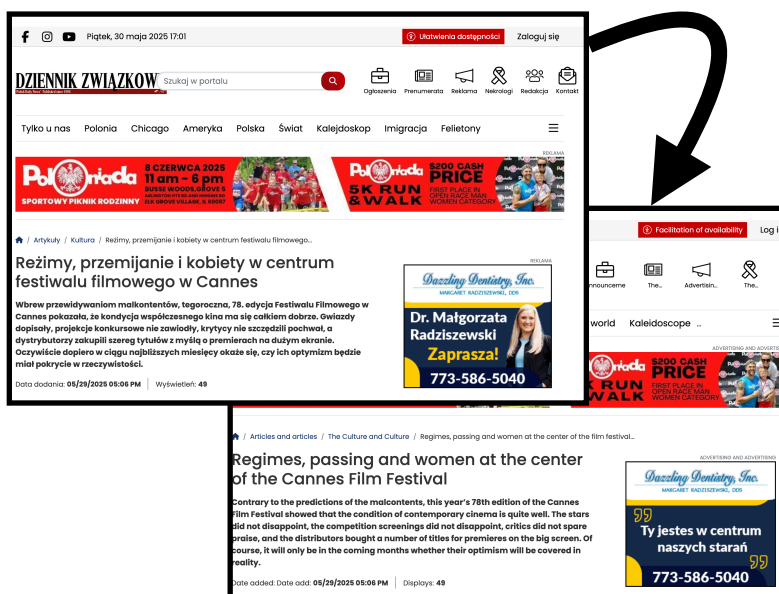 Piątek, 30 maja 2025 17:01
Ułatwienia dostępności
Zaloguj się
DZIENNIK ZWIĄZKOW
Szukaj w portalu
Ogłoszenia Prenumerata Reklama Nekrologi Redakcja Kontakt
Tylko u nas Polonia Chicago Ameryka Polska Świat Kalejdoskop Imigracja Felietony
REKLAMA
Pol niada
SPORTOWY PIKNIK RODZINNY
8 CZERWCA 2025
11 am - 6 pm
BUSSE WOODS, GROVE 5
ELK GROVE VILLAGE, IL 60007
Pol niada
5K RUN
& WALK
$200 CASH
PRICE
FIRST PLACE IN
OPEN RACE MAN
WOMEN CATEGORY
/ Artykuły / Kultura / Reżimy, przemijanie i kobiety w centrum festiwalu filmowego...
Reżimy, przemijanie i kobiety w centrum
festiwalu filmowego w Cannes
Wbrew przewidywaniom malkontentów, tegoroczna, 78. edycja Festiwalu Filmowego w
Cannes pokazała, że kondycja współczesnego kina ma się całkiem dobrze. Gwiazdy
dopisały, projekcje konkursowe nie zawiodły, krytycy nie szczędzili pochwał, a
dystrybutorzy zakupili szereg tytułów z myślą o premierach na dużym ekranie.
Oczywiście dopiero w ciągu najbliższych miesięcy okaże się, czy ich optymizm będzie
miał pokrycie w rzeczywistości.
Data dodania: 05/29/2025 05:06 PM Wyświetleń: 49
REKLAMA
Dazzling Dentistry, Inc.
MARGARET RADZISZEWSKI, DDS
Dr. Małgorzata
Radziszewski
Zaprasza!
773-586-5040
Facilitation of availability
Log i
nnounceme The... Advertisin... The...
world Kaleidoscope ..
ADVERTISING AND ADVERTIS
niada
RUN
WALK
$200 CASH
PRICE
FIRST PLACE IN
OPEN RACE MAN
WOMEN CATEGORY
/ Articles and articles / The Culture and Culture / Regimes, passing and women at the center of the film festival...
Regimes, passing and women at the center
of the Cannes Film Festival
Contrary to the predictions of the malcontents, this year's 78th edition of the Cannes
Film Festival showed that the condition of contemporary cinema is quite well. The stars
did not disappoint, the competition screenings did not disappoint, critics did not spare
praise, and the distributors bought a number of titles for premieres on the big screen. Of
course, it will only be in the coming months whether their optimism will be covered in
reality.
Date added: Date add: 05/29/2025 05:06 PM Displays: 49
ADVERTISING AND ADVERTISING
Dazzling Dentistry, Inc.
MARGARET RADZISZEWSKI, DDS
Ty jestes w centrum
naszych starań
773-586-5040